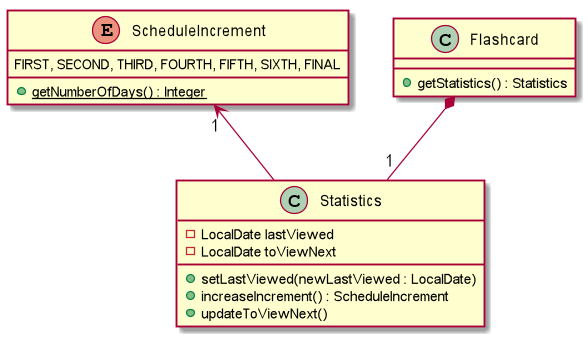 E ScheduleIncrement
FIRST, SECOND, THIRD, FOURTH, FIFTH, SIXTH, FINAL
getNumberOfDays() : Integer
C Flashcard
getStatistics() : Statistics
1
1
C Statistics
LocalDate lastViewed
LocalDate toViewNext
setLastViewed(newLastViewed : LocalDate)
increaseIncrement() : ScheduleIncrement
updateToViewNext()